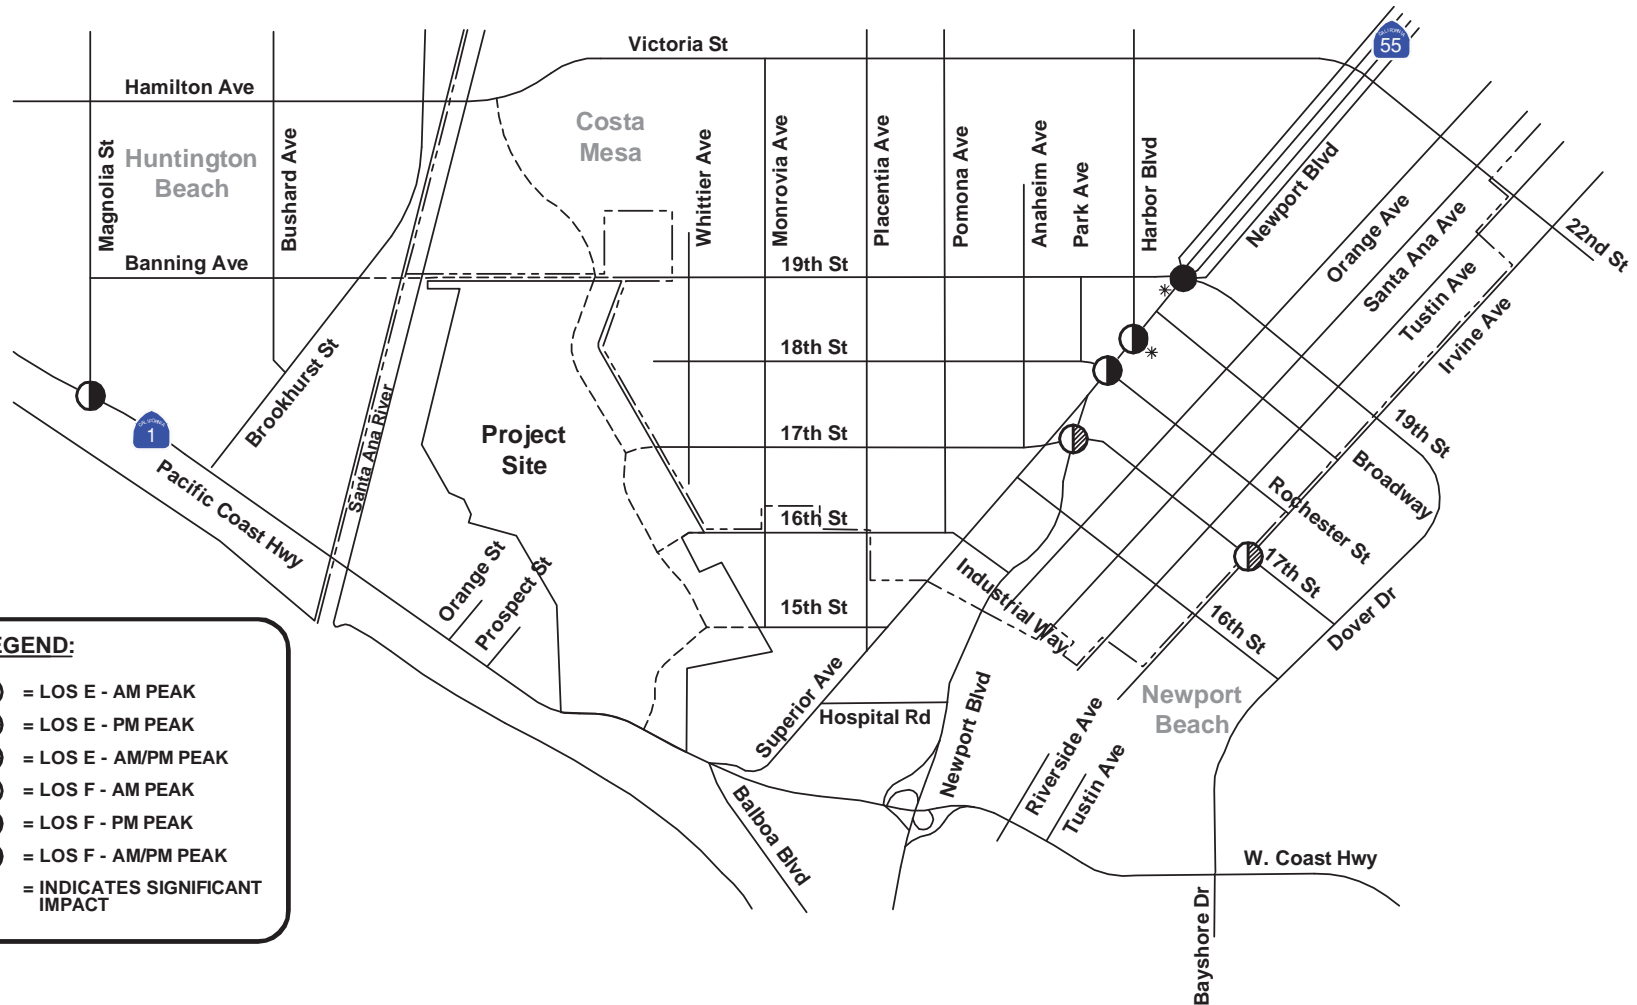 Victoria St
55
Hamilton Ave
Costa
Mesa
Huntington
Beach
Magnolia St
Bushard Ave
Whittier Ave
Monrovia Ave
Placentia Ave
Pomona Ave
Anaheim Ave
Park Ave
Harbor Blvd
Newport Blvd
Orange Ave
Santa Ana Ave
Tustin Ave
Irvine Ave
22nd St
Banning Ave
19th St
18th St
Brookhurst St
Santa Ana River
1
Pacific Coast Hwy
Project
Site
17th St
19th St
Broadway
Rochester St
17th St
16th St
16th St
Dover Dr
Orange St
Prospect St
Industrial Way
15th St
Superior Ave
Hospital Rd
Newport Blvd
Newport
Beach
Riverside Ave
Tustin Ave
Balboa Blvd
W. Coast Hwy
Bayshore Dr
EGEND:
= LOS E - AM PEAK
= LOS E - PM PEAK
= LOS E - AM/PM PEAK
= LOS F - AM PEAK
= LOS F - PM PEAK
= LOS F - AM/PM PEAK
= INDICATES SIGNIFICANT
IMPACT